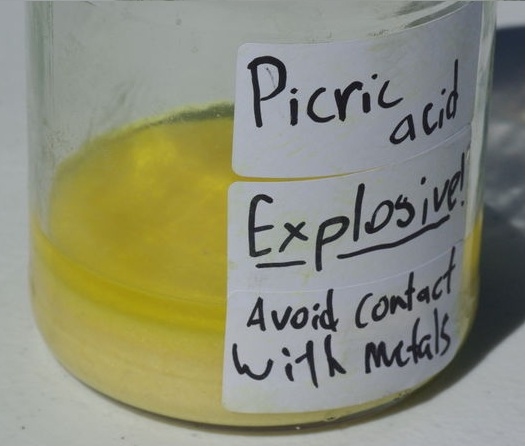 Picric
acid
Explosive!
Avoid contact
with metals